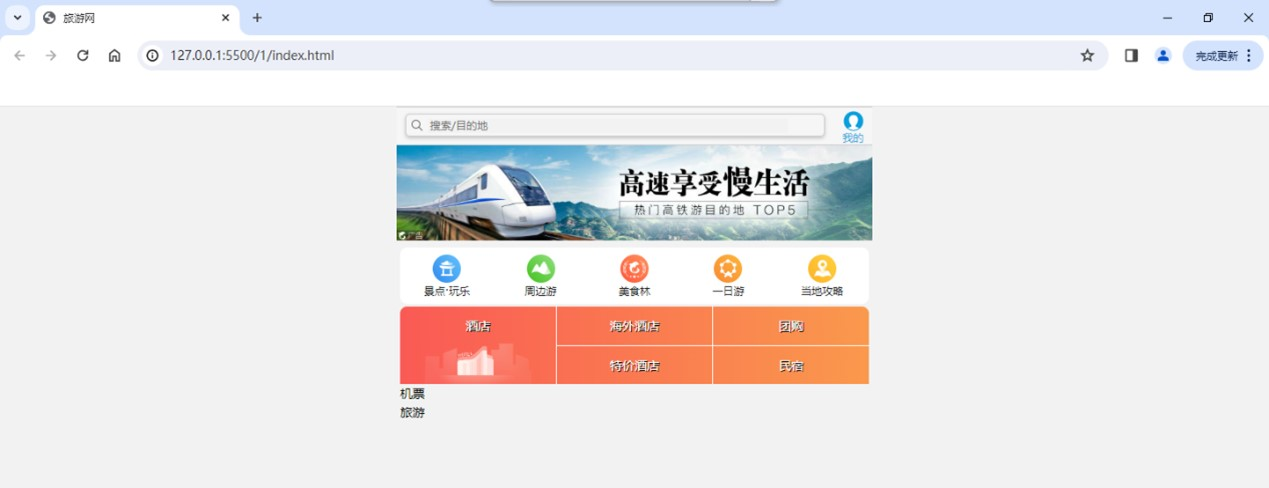 旅游网
127.0.0.1:5500/1/index.html
完成更新
搜索/目的地
我的
高速享受慢生活
热门高铁游目的地 TOP5
广告
景点·玩乐
周边游
美食林
一日游
当地攻略
酒店
海外酒店
团购
特价酒店
民宿
机票
旅游